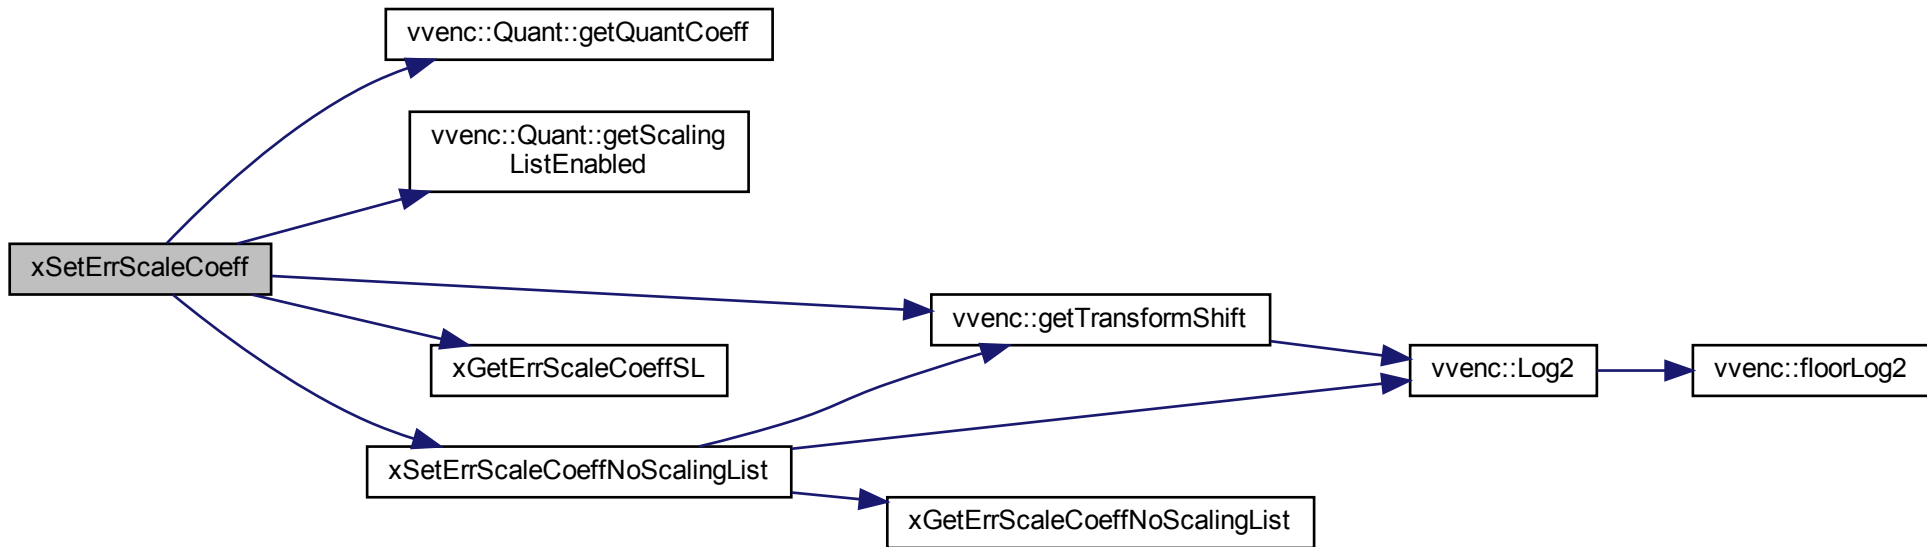 vvenc::Quant::getQuantCoeff
vvenc::Quant::getScaling
ListEnabled
xSetErrScaleCoeff
vvenc::getTransformShift
xGetErrScaleCoeffSL
vvenc::Log2
vvenc::floorLog2
xSetErrScaleCoeffNoScalingList
xGetErrScaleCoeffNoScalingList